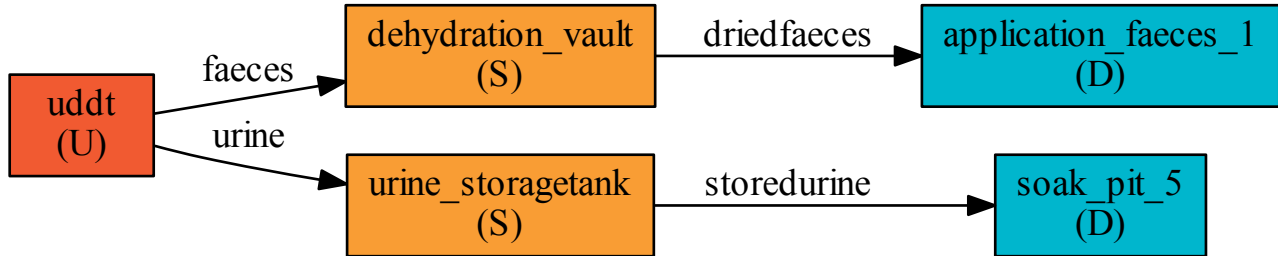 dehydration_vault
(S)
driedfaeces
application_faeces_1
(D)
faeces
uddt
(U)
urine
urine_storagetank
(S)
storedurine
soak_pit_5
(D)